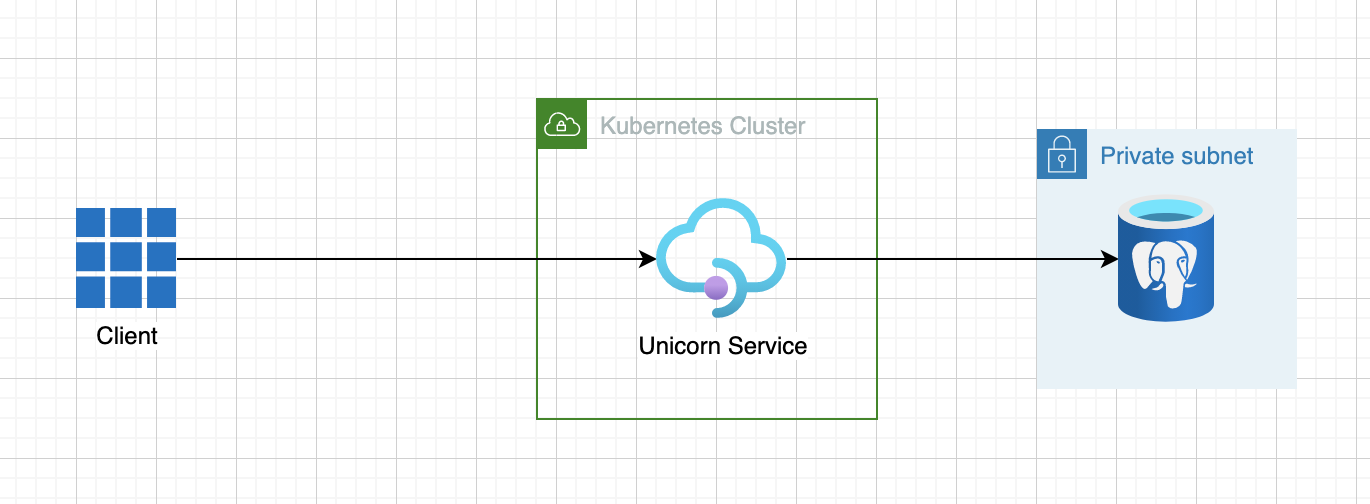 Kubernetes Cluster
Private subnet
Client
Unicorn Service